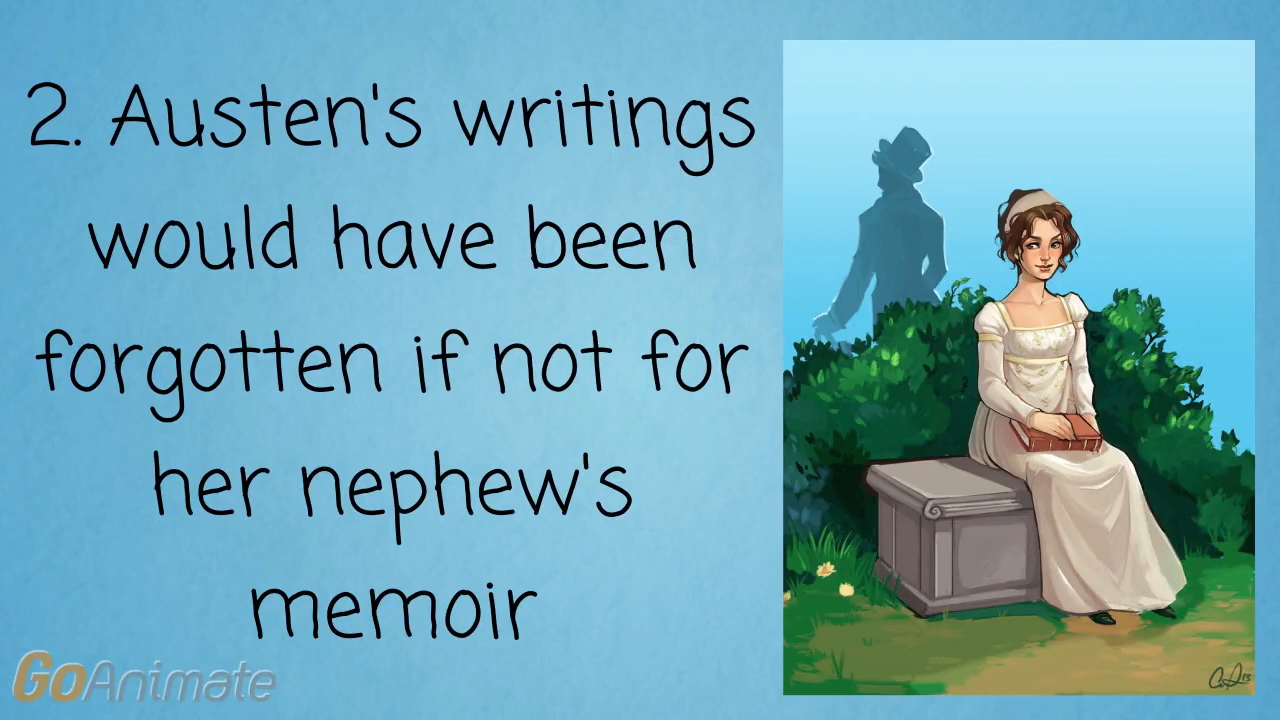 2. Austen's writings
would have been
forgotten if not for
her nephew's
memoir
GoAnimate